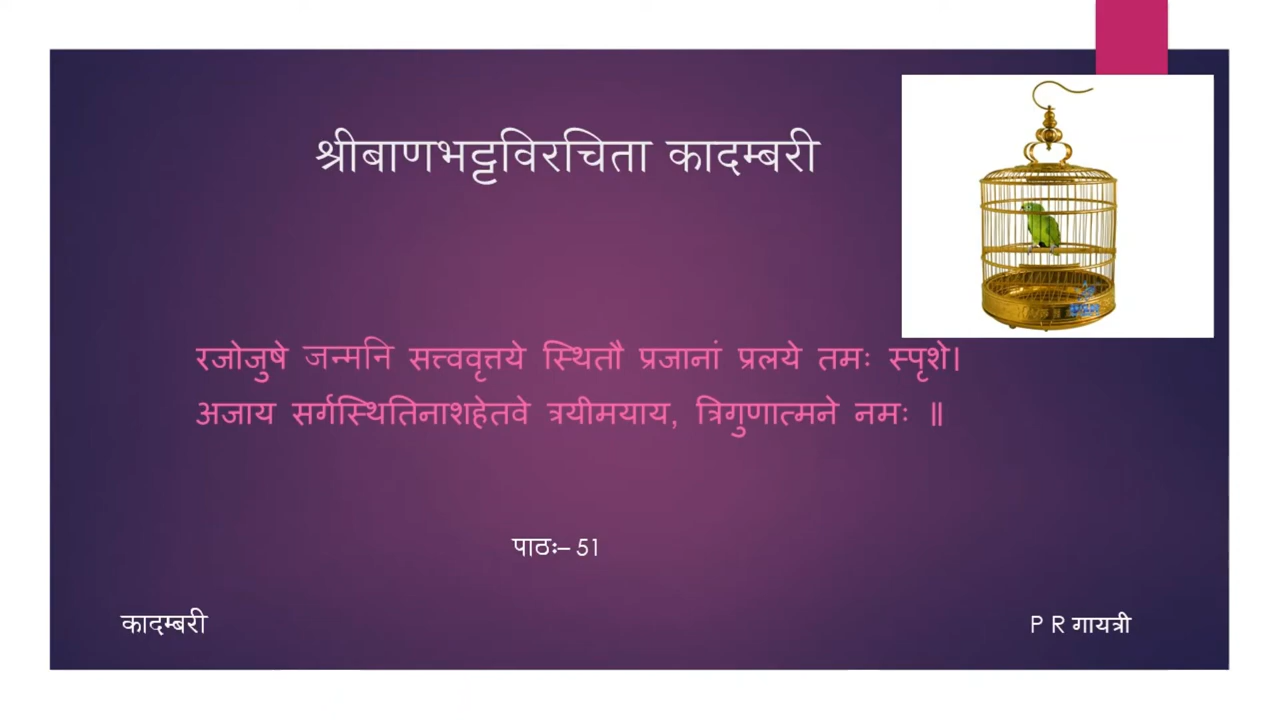 श्रीबाणभट्टविरचिता कादम्बरी
रजोजुषे जन्मनि सत्त्ववृत्तये स्थितौ प्रजानां प्रलये तमः स्पृशे।
अजाय सर्गस्थितिनाशहेतवे त्रयीमयाय, त्रिगुणात्मने नमः ॥
पाठः– 51
कादम्बरी
P R गायत्री